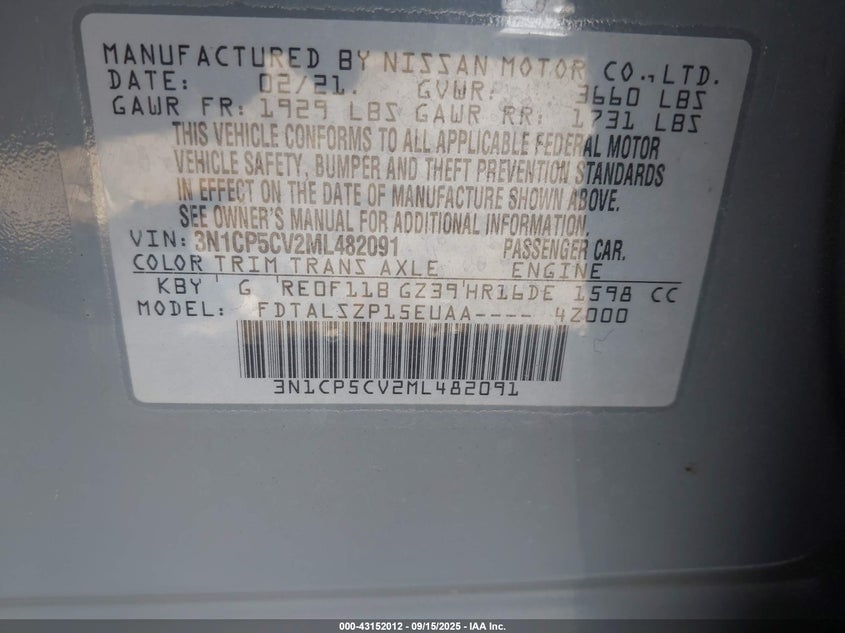 MANUFACTURED BY NISSAN MOTOR CO., LTD.
DATE: 02/21. GVWR: 3660 LBS
GAWR FR: 1929 LBS GAWR RR: 1731 LBS
THIS VEHICLE CONFORMS TO ALL APPLICABLE FEDERAL MOTOR
VEHICLE SAFETY, BUMPER AND THEFT PREVENTION STANDARDS
IN EFFECT ON THE DATE OF MANUFACTURE SHOWN ABOVE.
SEE OWNER'S MANUAL FOR ADDITIONAL INFORMATION.
VIN: 3N1CP5CV2ML482091 PASSENGER CAR.
COLOR TRIM TRANS AXLE ENGINE
KBY G RE0F11B GZ39 HR16DE 1598 CC
MODEL: FDTALSZP15EUAA---- 4Z000
3N1CP5CV2ML482091
000-43152012 - 09/15/2025 - IAA Inc.